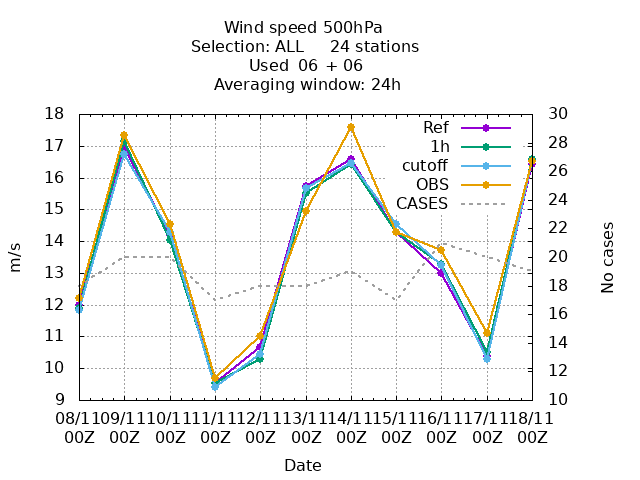 Wind speed 500hPa
Selection: ALL     24 stations
Used  06 + 06
Averaging window: 24h
18 30
17 28
16 26
15 24
14 22
13 20
12 18
11 16
10 14
9 12
10
m/s
No cases
Ref
1h
cutoff
OBS
CASES
08/11 09/11 10/11 11/11 12/11 13/11 14/11 15/11 16/11 17/11 18/11
00Z 00Z 00Z 00Z 00Z 00Z 00Z 00Z 00Z 00Z 00Z
Date